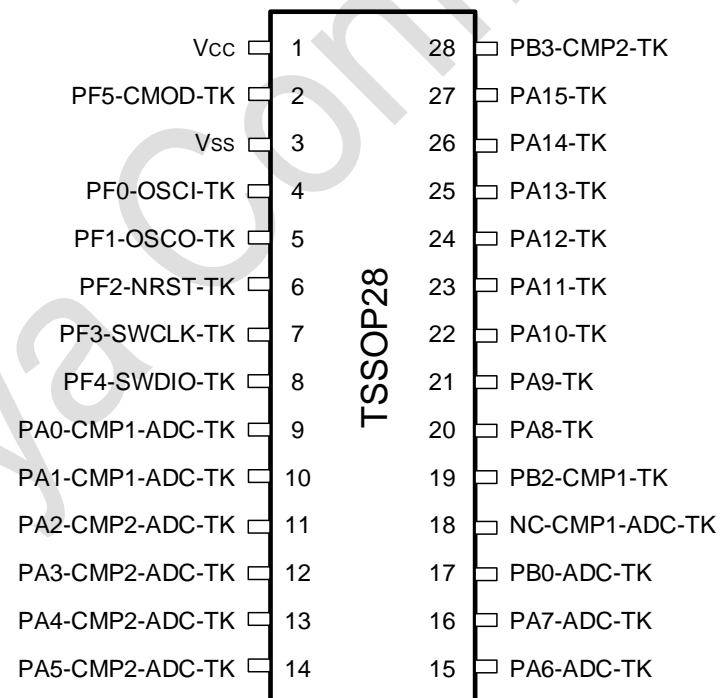 Vcc 1 28 PB3-CMP2-TK
PF5-CMOD-TK 2 27 PA15-TK
Vss 3 26 PA14-TK
PF0-OSCI-TK 4 25 PA13-TK
PF1-OSCO-TK 5 24 PA12-TK
PF2-NRST-TK 6 23 PA11-TK
PF3-SWCLK-TK 7 22 PA10-TK
PF4-SWDIO-TK 8 21 PA9-TK
PA0-CMP1-ADC-TK 9 20 PA8-TK
PA1-CMP1-ADC-TK 10 19 PB2-CMP1-TK
PA2-CMP2-ADC-TK 11 18 NC-CMP1-ADC-TK
PA3-CMP2-ADC-TK 12 17 PB0-ADC-TK
PA4-CMP2-ADC-TK 13 16 PA7-ADC-TK
PA5-CMP2-ADC-TK 14 15 PA6-ADC-TK
TSSOP28